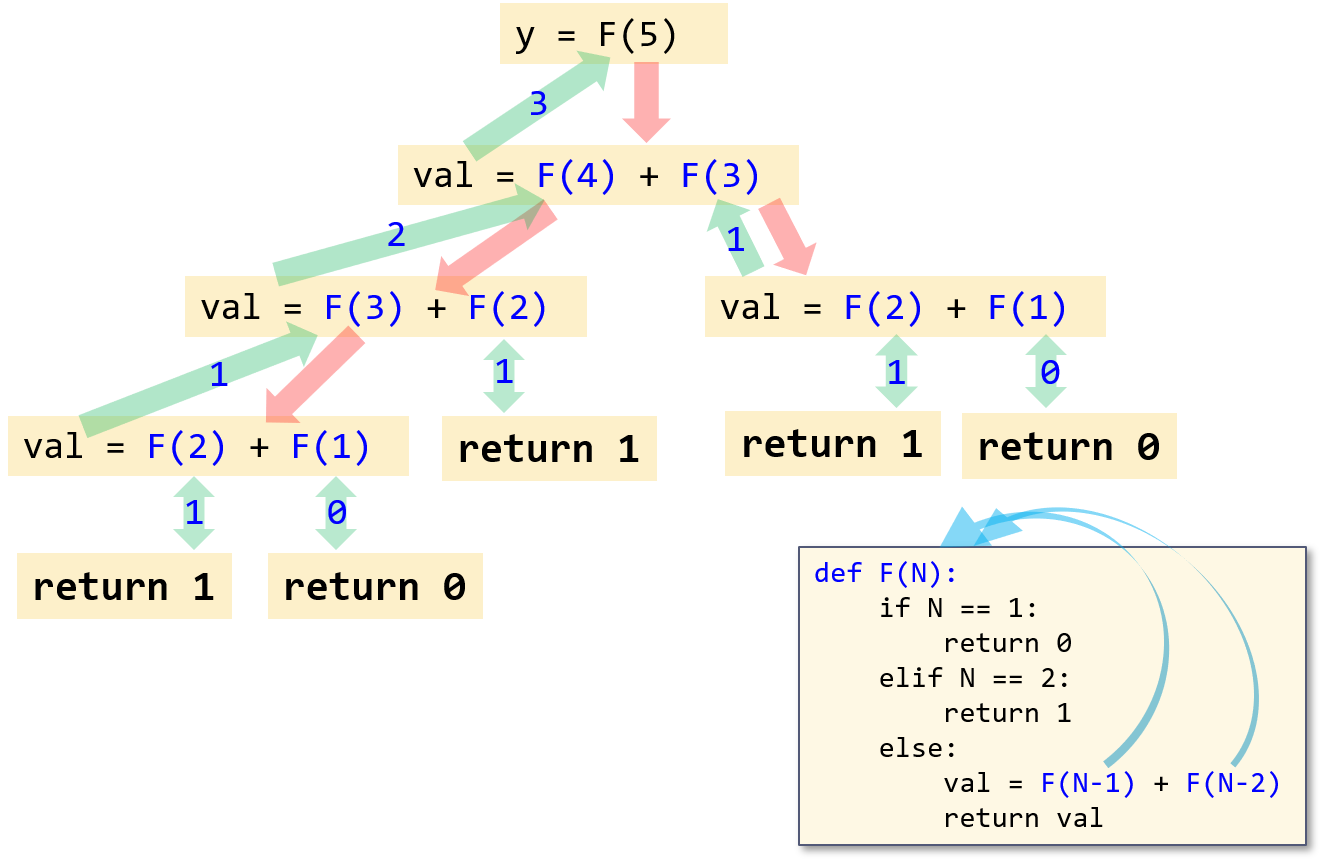 y = F(5)
3
val = F(4) + F(3)
2
1
val = F(3) + F(2)
val = F(2) + F(1)
1
1
1
0
val = F(2) + F(1)
return 1
return 1
return 0
1
0
return 1
return 0
def F(N):
    if N == 1:
        return 0
    elif N == 2:
        return 1
    else:
        val = F(N-1) + F(N-2)
        return val